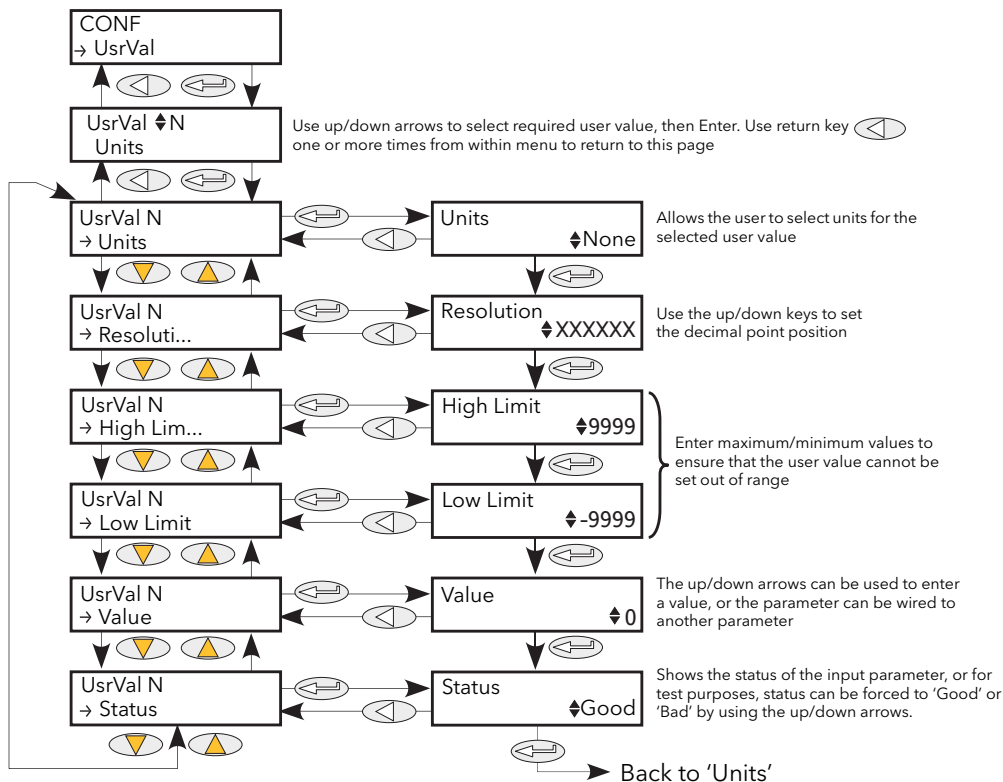 CONF
→ UsrVal
UsrVal ♦N
Units
Use up/down arrows to select required user value, then Enter. Use return key
one or more times from within menu to return to this page
UsrVal N
→ Units
Units
♦None
Allows the user to select units for the
selected user value
UsrVal N
→ Resoluti...
Resolution
♦XXXXXX
Use the up/down keys to set
the decimal point position
UsrVal N
→ High Lim...
High Limit
♦9999
Enter maximum/minimum values to
ensure that the user value cannot be
set out of range
UsrVal N
→ Low Limit
Low Limit
♦-9999
UsrVal N
→ Value
Value
♦0
The up/down arrows can be used to enter
a value, or the parameter can be wired to
another parameter
UsrVal N
→ Status
Status
♦Good
Shows the status of the input parameter, or for
test purposes, status can be forced to ‘Good’ or
‘Bad’ by using the up/down arrows.
Back to ‘Units’